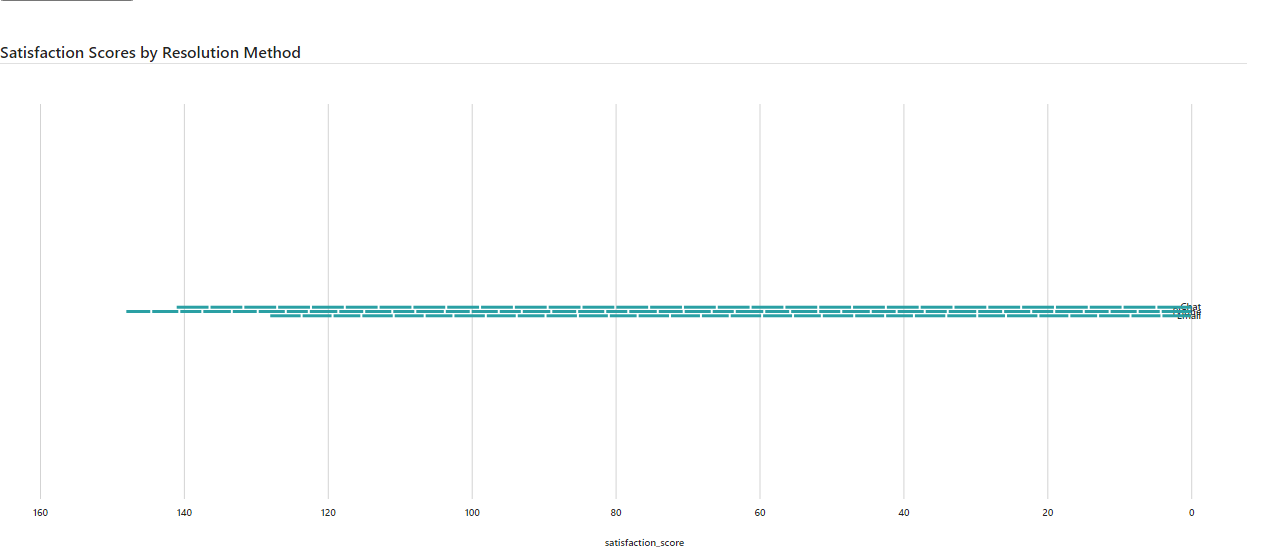 Satisfaction Scores by Resolution Method
Chat
Email
160 140 120 100 80 60 40 20 0
satisfaction_score